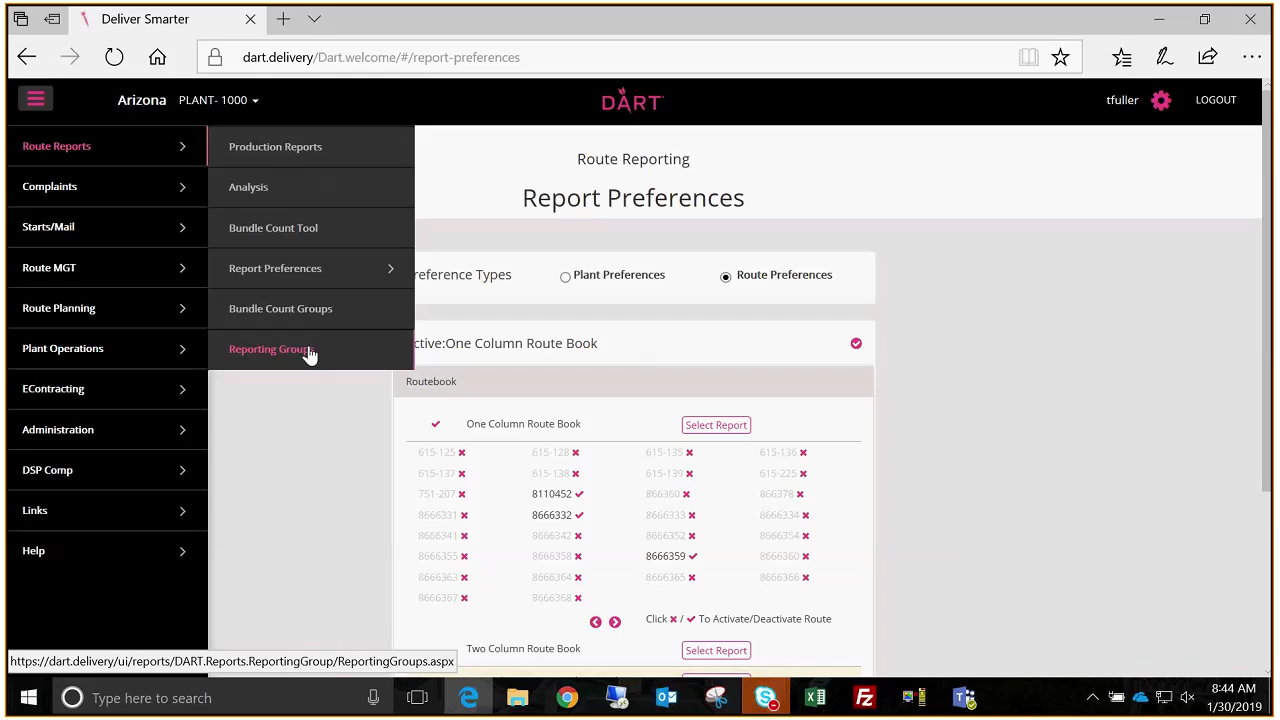 Deliver Smarter
dart.delivery/Dart.welcome/#/report-preferences
Arizona PLANT- 1000
DART
tfuller
LOGOUT
Route Reports
Complaints
Starts/Mail
Route MGT
Route Planning
Plant Operations
EContracting
Administration
DSP Comp
Links
Help
Production Reports
Analysis
Bundle Count Tool
Report Preferences
Bundle Count Groups
Reporting Groups
Route Reporting
Report Preferences
reference Types Plant Preferences Route Preferences
ctive:One Column Route Book
Routebook
One Column Route Book Select Report
615-125 615-128 615-135 615-136
615-137 615-138 615-139 615-225
751-207 8110452 866360 866378
8666331 8666332 8666333 8666334
8666341 8666342 8666352 8666354
8666355 8666358 8666359 8666360
8666363 8666364 8666365 8666366
8666367 8666368
Click ✖ / ✔ To Activate/Deactivate Route
Two Column Route Book Select Report
https://dart.delivery/ui/reports/DART.Reports.ReportingGroup/ReportingGroups.aspx
Type here to search
8:44 AM
1/30/2019